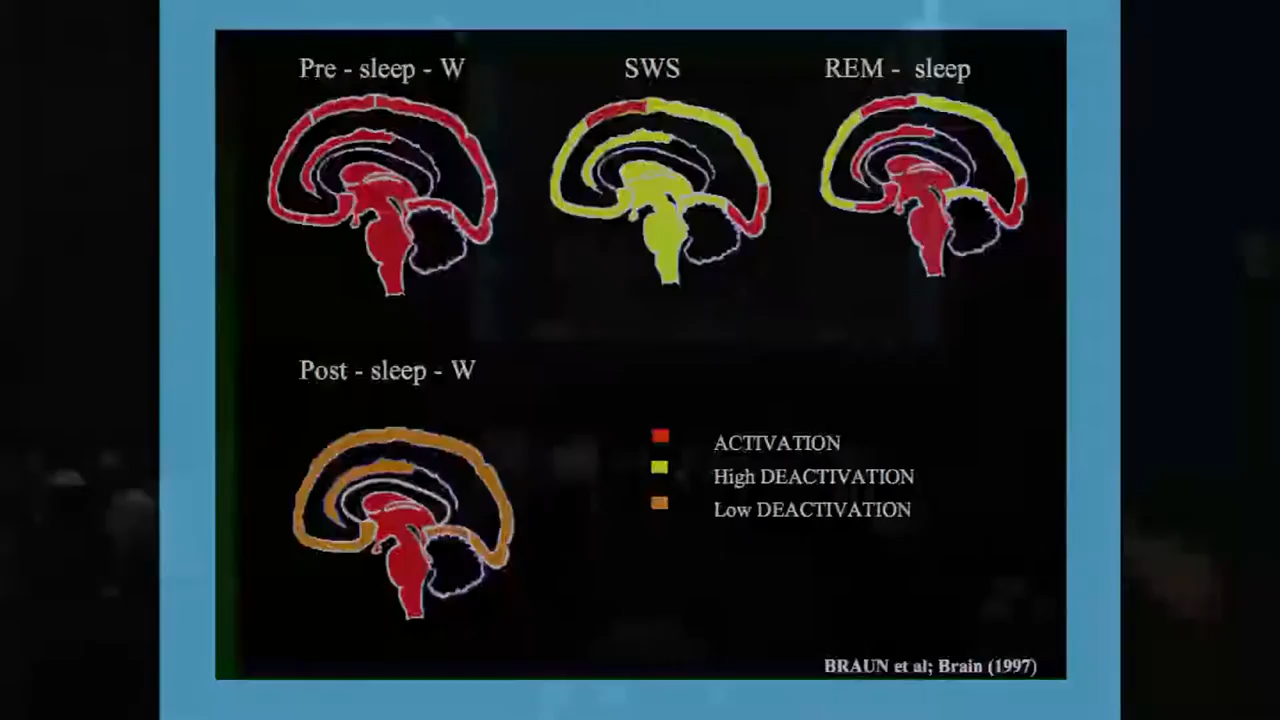 Pre - sleep - W
SWS
REM - sleep
Post - sleep - W
ACTIVATION
High DEACTIVATION
Low DEACTIVATION
BRAUN et al; Brain (1997)